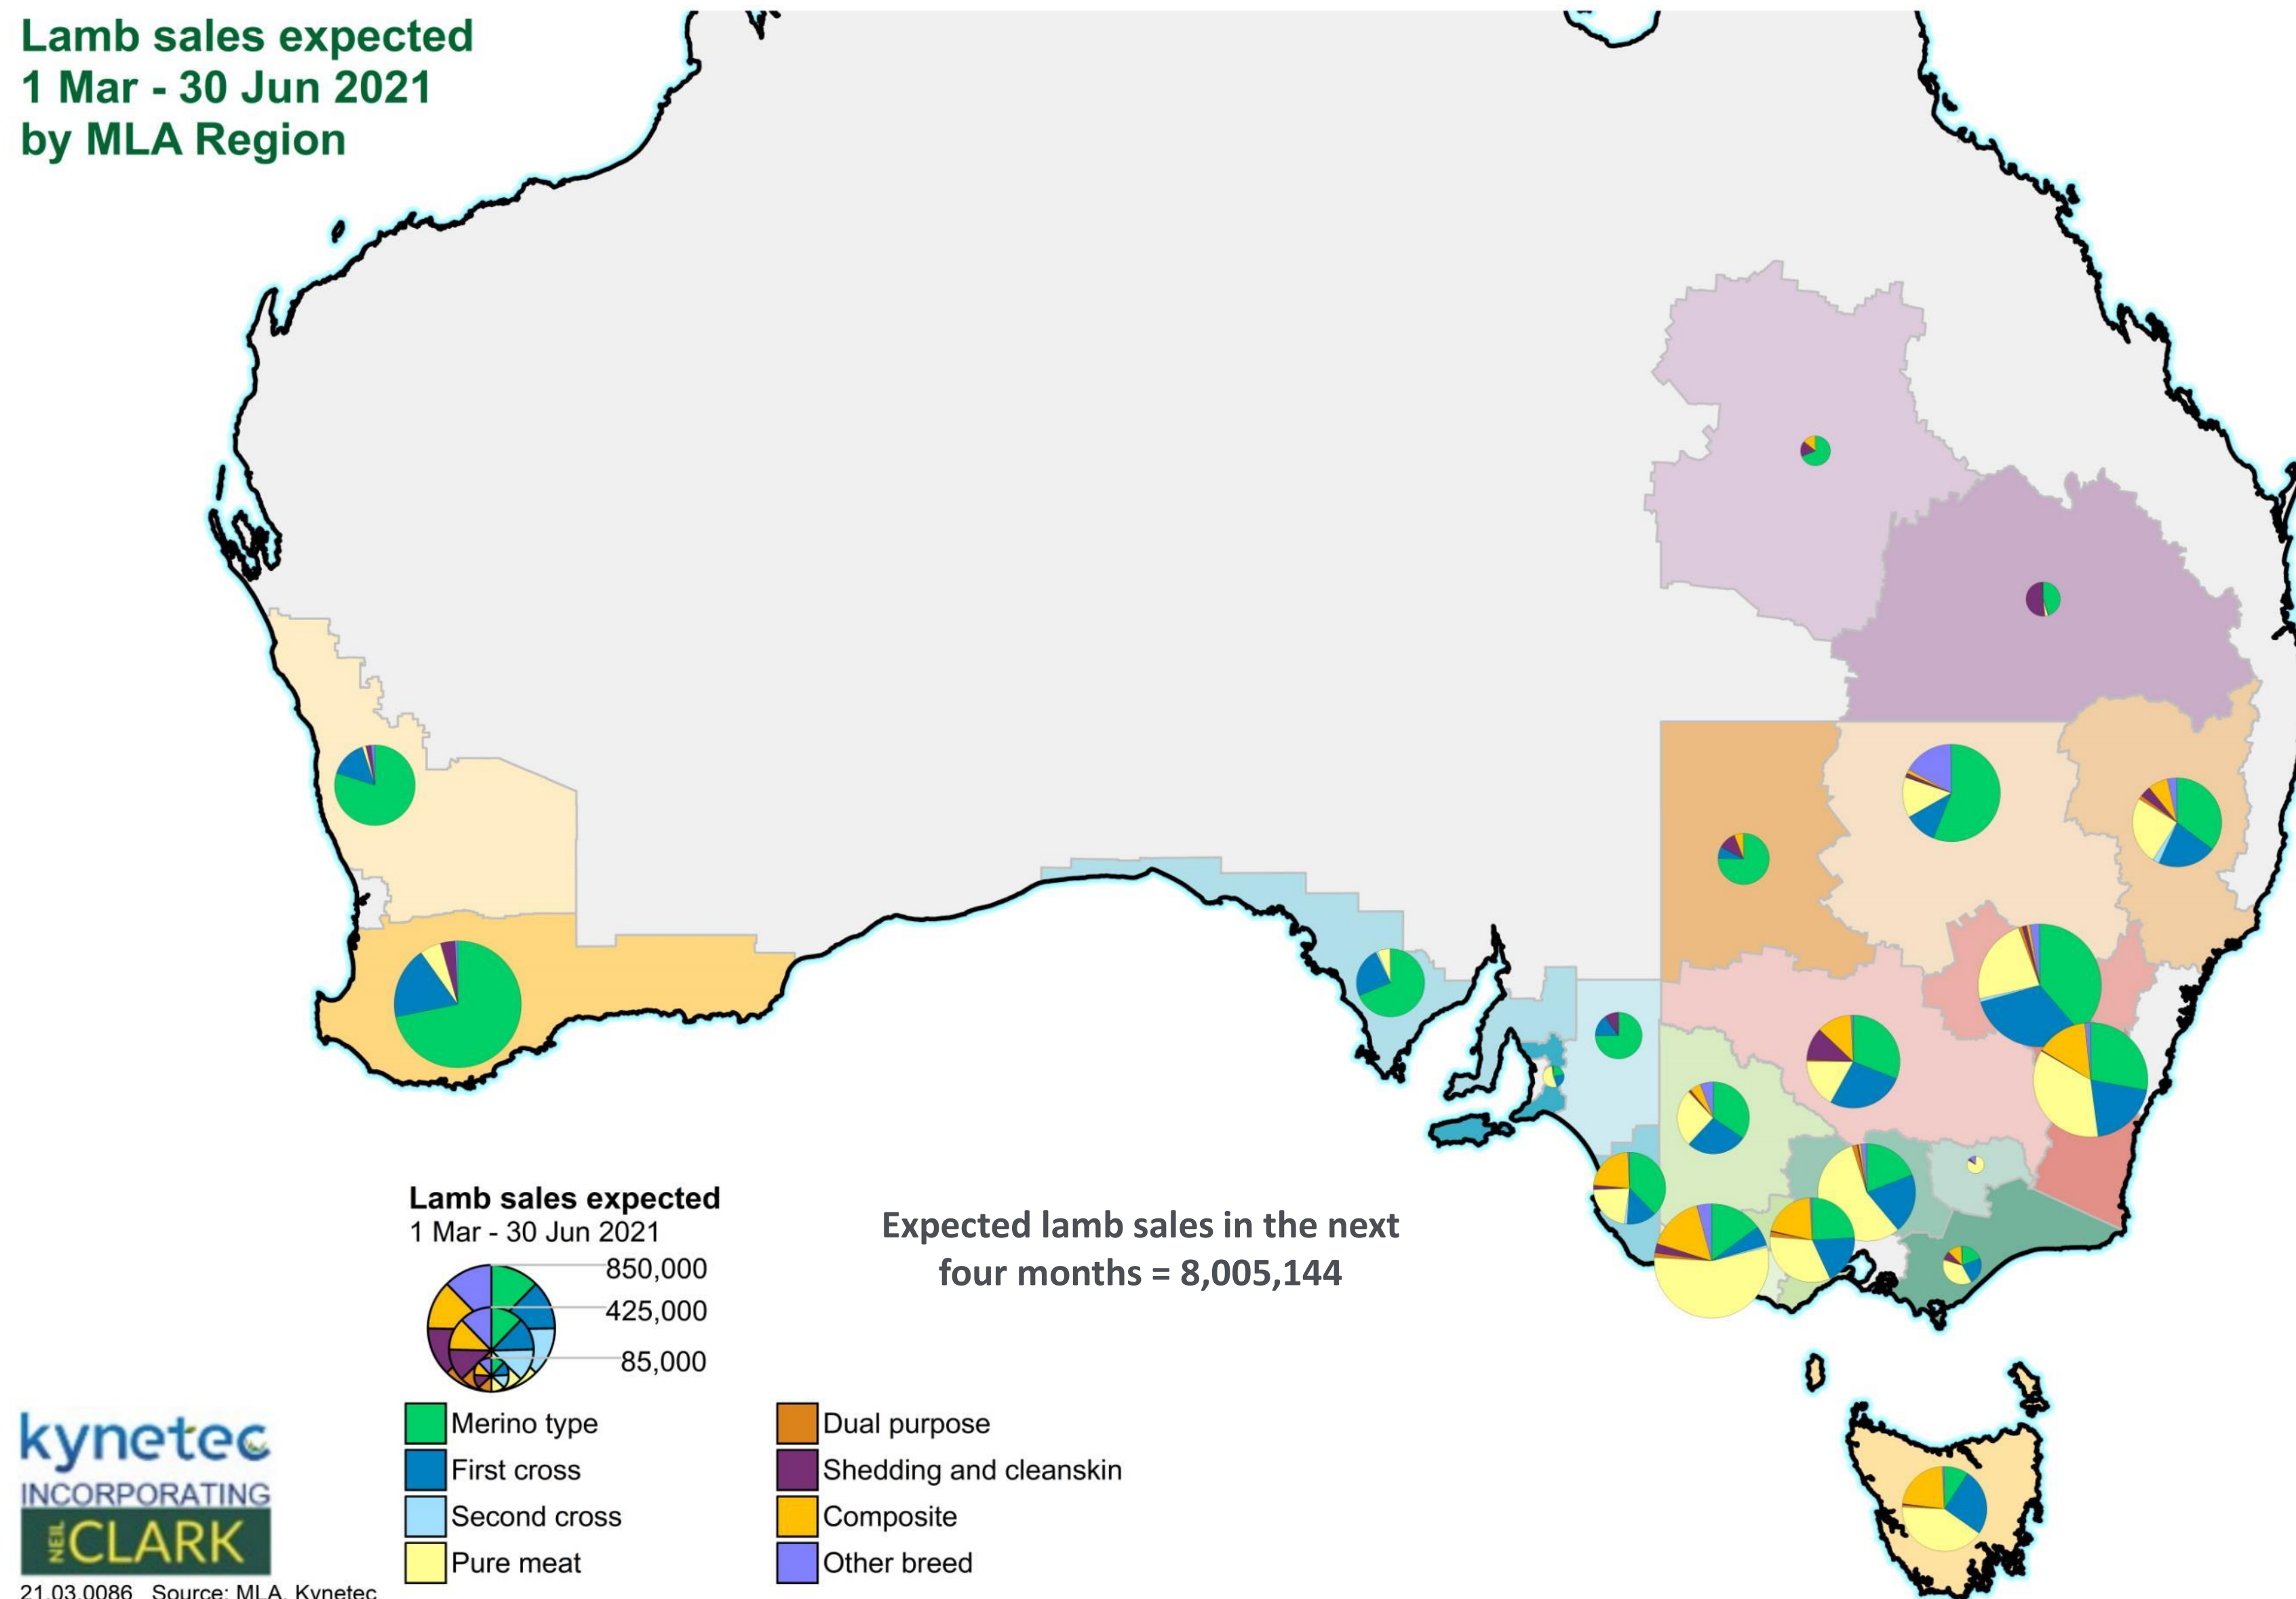 Lamb sales expected
1 Mar - 30 Jun 2021
by MLA Region
Lamb sales expected
1 Mar - 30 Jun 2021
850,000
425,000
85,000
Expected lamb sales in the next
four months = 8,005,144
Merino type
First cross
Second cross
Pure meat
Dual purpose
Shedding and cleanskin
Composite
Other breed
kynetec
INCORPORATING
NEIL CLARK
21.03.0086 Source: MLA, Kynetec